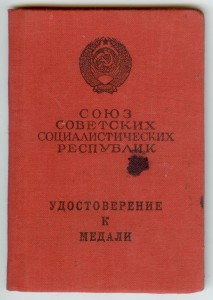 СОЮЗ
СОВЕТСКИХ
СОЦИАЛИСТИЧЕСКИХ
РЕСПУБЛИК
УДОСТОВЕРЕНИЕ
К
МЕДАЛИ